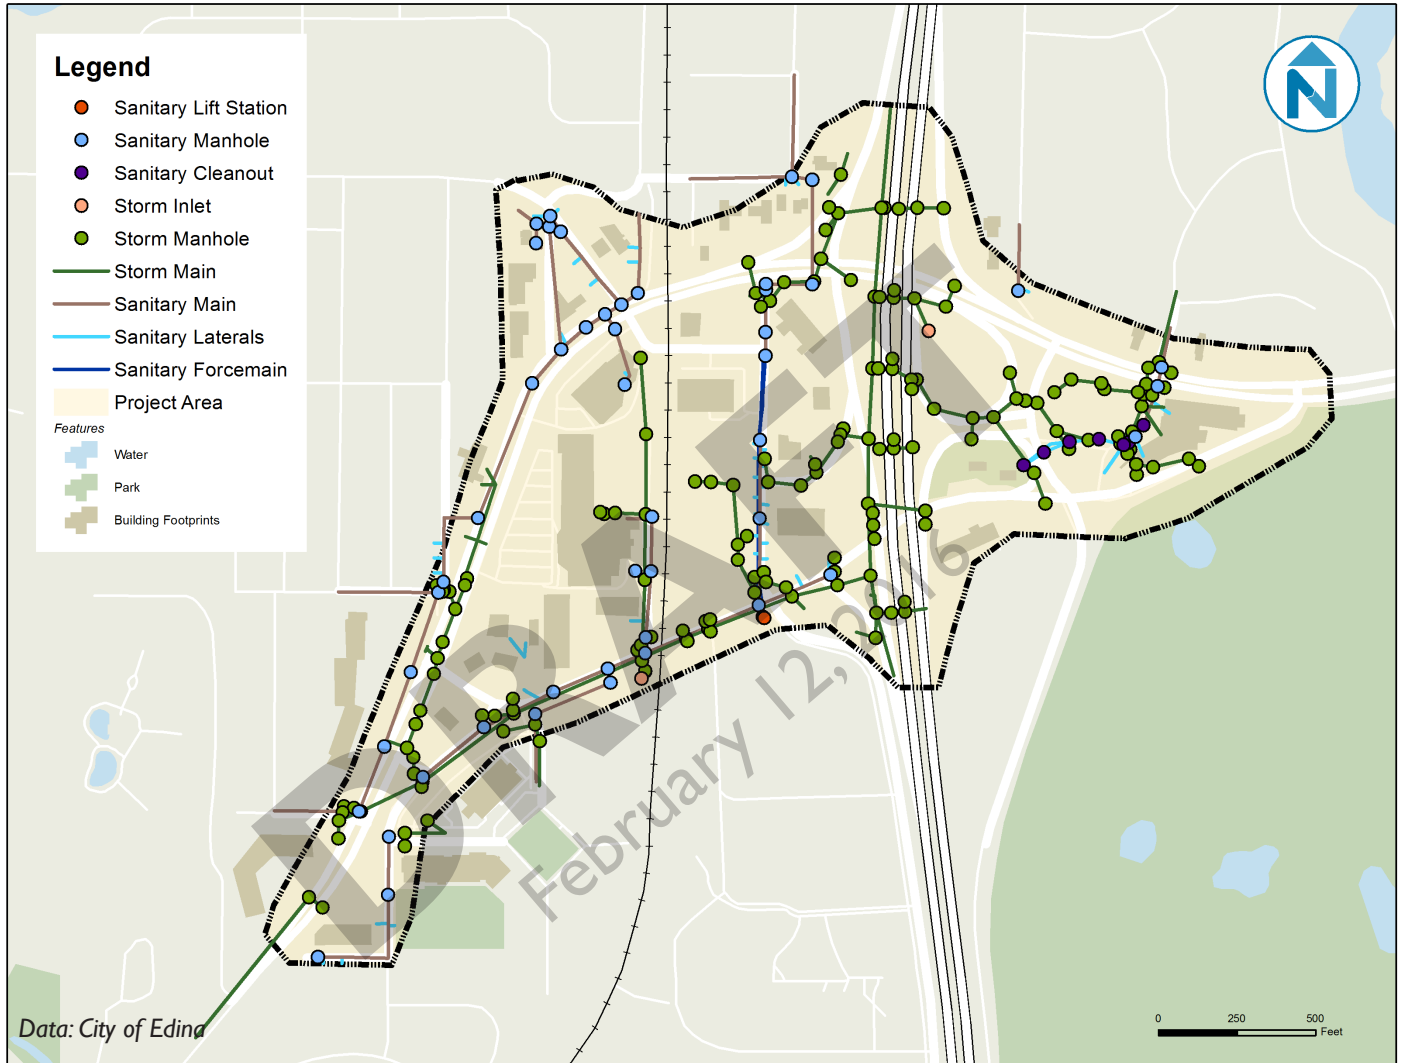 Legend
Sanitary Lift Station
Sanitary Manhole
Sanitary Cleanout
Storm Inlet
Storm Manhole
Storm Main
Sanitary Main
Sanitary Laterals
Sanitary Forcemain
Project Area
Features
Water
Park
Building Footprints
N
DRAFT
February 12, 2016
Data: City of Edina
0 250 500
Feet